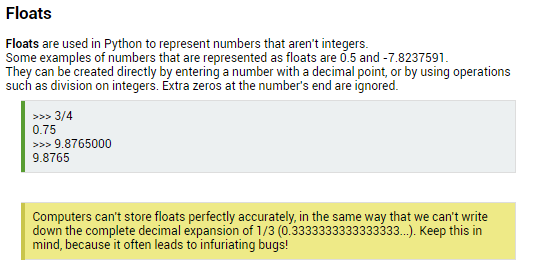 Floats
Floats are used in Python to represent numbers that aren't integers.
Some examples of numbers that are represented as floats are 0.5 and -7.8237591.
They can be created directly by entering a number with a decimal point, or by using operations
such as division on integers. Extra zeros at the number's end are ignored.
>>> 3/4
0.75
>>> 9.8765000
9.8765
Computers can't store floats perfectly accurately, in the same way that we can't write
down the complete decimal expansion of 1/3 (0.3333333333333333...). Keep this in
mind, because it often leads to infuriating bugs!